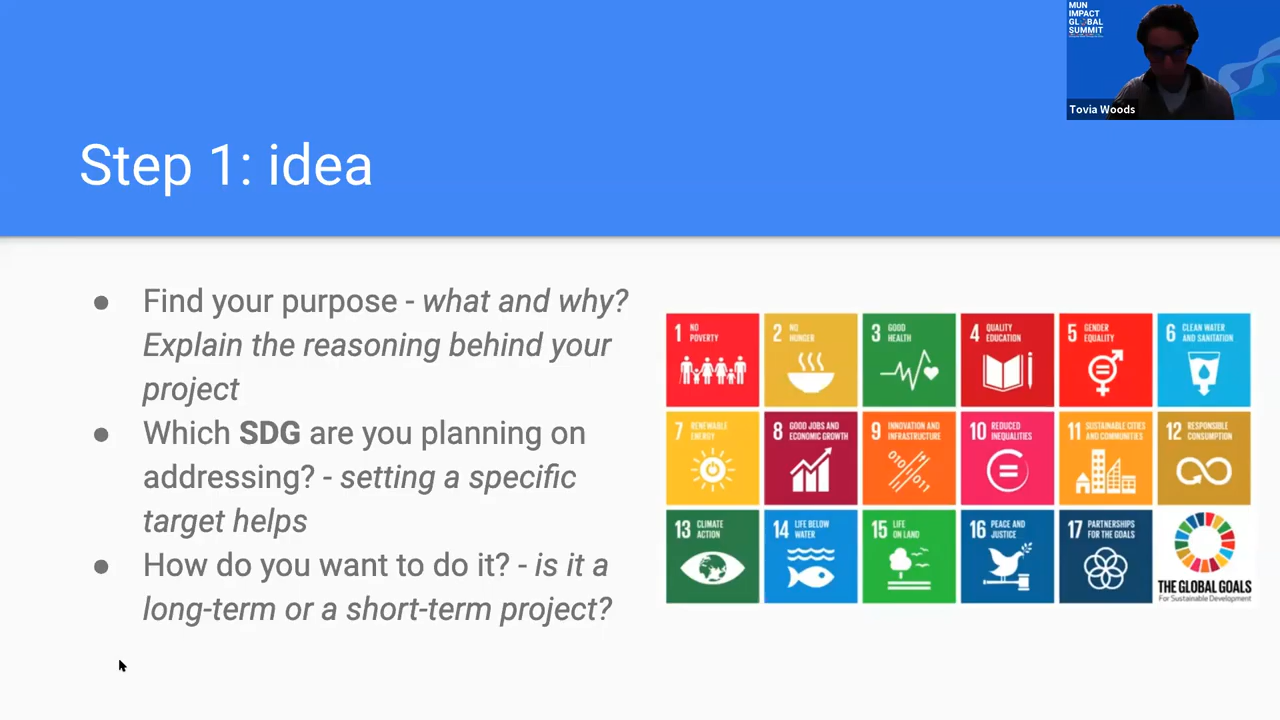 MUN
IMPACT
GLOBAL
SUMMIT
Tovia Woods
Step 1: idea
● Find your purpose - what and why?
Explain the reasoning behind your
project
● Which SDG are you planning on
addressing? - setting a specific
target helps
● How do you want to do it? - is it a
long-term or a short-term project?
1 NO
POVERTY
2 NO
HUNGER
3 GOOD
HEALTH
4 QUALITY
EDUCATION
5 GENDER
EQUALITY
6 CLEAN WATER
AND SANITATION
7 RENEWABLE
ENERGY
8 GOOD JOBS AND
ECONOMIC GROWTH
9 INNOVATION AND
INFRASTRUCTURE
010
011
10 REDUCED
INEQUALITIES
11 SUSTAINABLE CITIES
AND COMMUNITIES
12 RESPONSIBLE
CONSUMPTION
13 CLIMATE
ACTION
14 LIFE BELOW
WATER
15 LIFE
ON LAND
16 PEACE AND
JUSTICE
17 PARTNERSHIPS
FOR THE GOALS
THE GLOBAL GOALS
For Sustainable Development